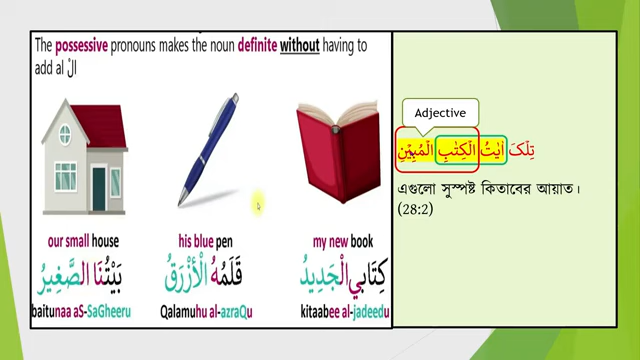 The possessive pronouns makes the noun definite without having to
add al الْ
our small house
بَيْتُنَا الصَّغِيرُ
baitunaa aS-SaGheeru
his blue pen
قَلَمُهُ الْأَزْرَقُ
Qalamuhu al-azraQu
my new book
كِتَابي الْجَدِيدُ
kitaabee al-jadeedu
Adjective
تِلْكَ اٰيٰتُ الْكِتٰبِ الْمُبِيْنِ
এগুলো সুস্পষ্ট কিতাবের আয়াত।
(28:2)